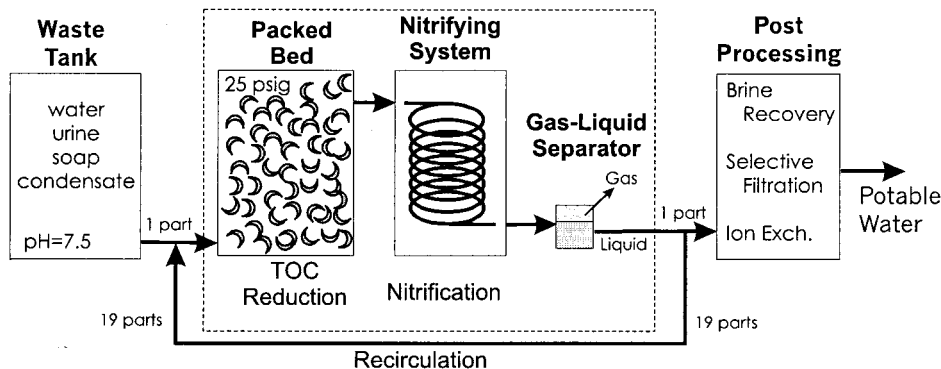 Waste
Tank
water
urine
soap
condensate
pH=7.5
1 part
19 parts
Packed
Bed
25 psig
TOC
Reduction
Nitrifying
System
Nitrification
Gas-Liquid
Separator
Gas
Liquid
1 part
19 parts
Recirculation
Post
Processing
Brine
Recovery
Selective
Filtration
Ion Exch.
Potable
Water